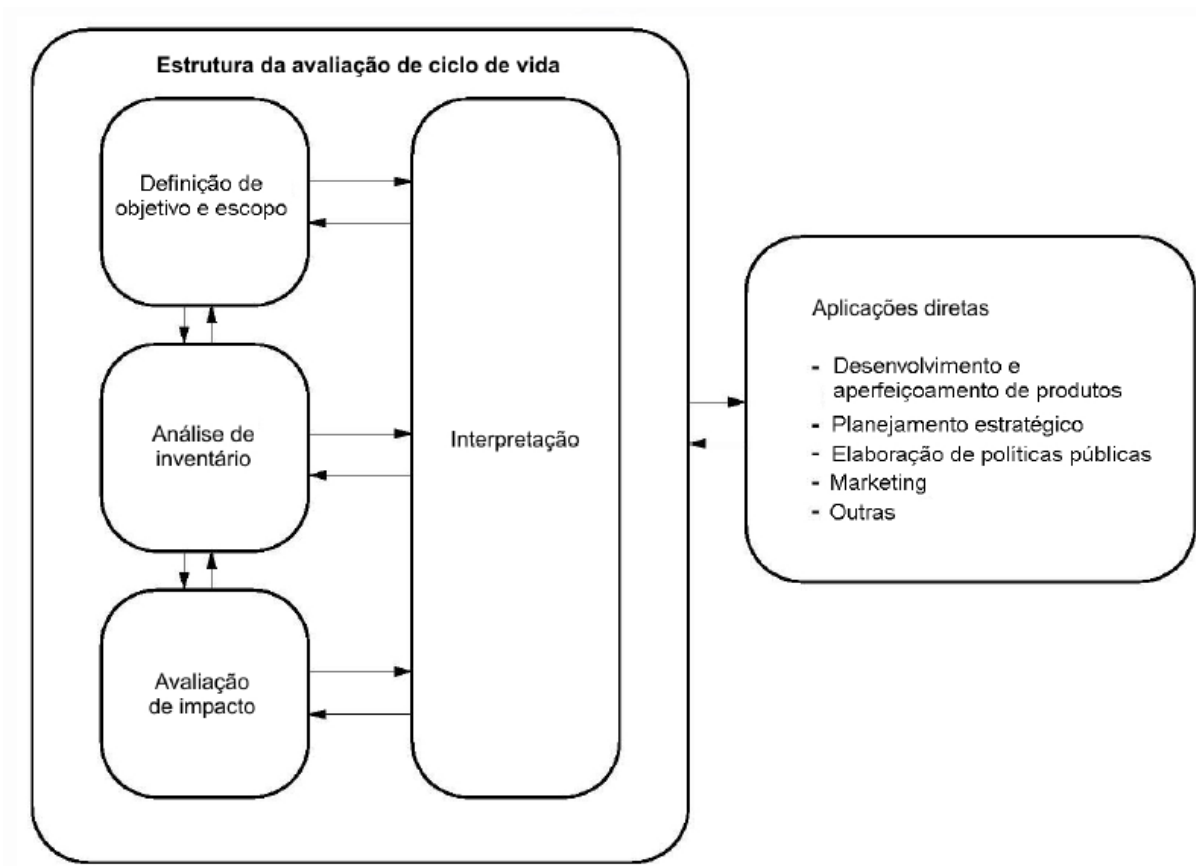 Estrutura da avaliação de ciclo de vida
Definição de
objetivo e escopo
Análise de
inventário
Avaliação
de impacto
Interpretação
Aplicações diretas
- Desenvolvimento e
aperfeiçoamento de produtos
- Planejamento estratégico
- Elaboração de políticas públicas
- Marketing
- Outras